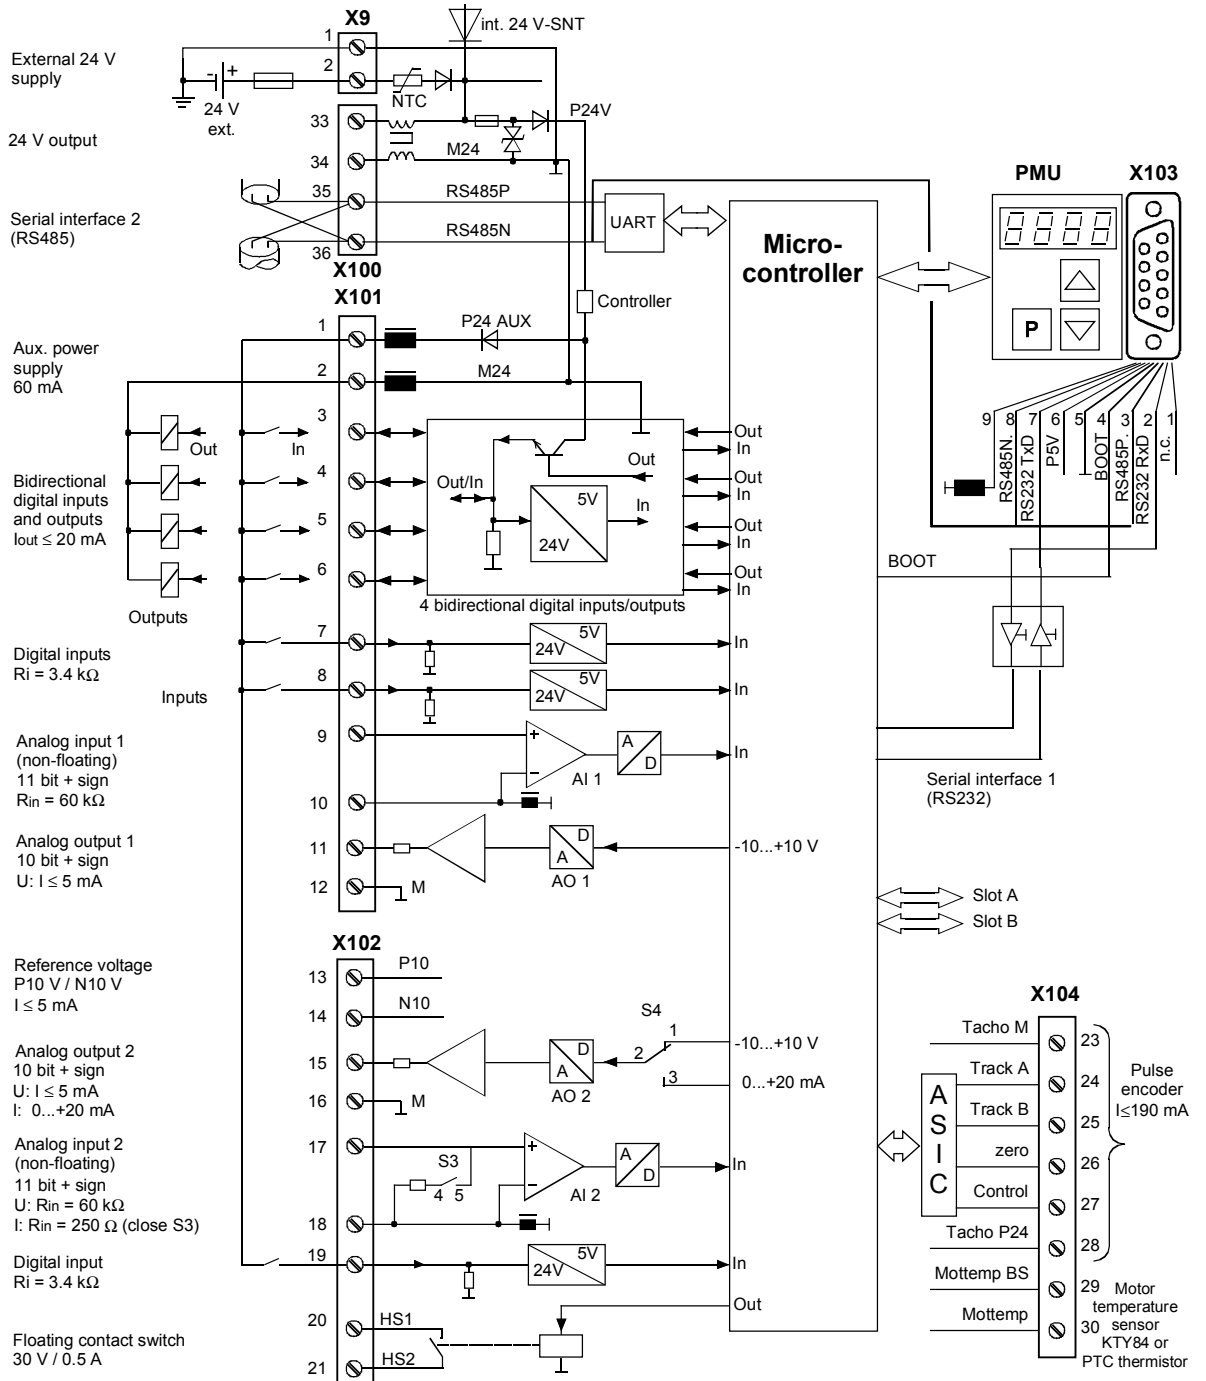 X9
int. 24 V-SNT
External 24 V
supply
1
2
- +
24 V
ext.
NTC
24 V output
33
34
P24V
M24
Serial interface 2
(RS485)
35
36
RS485P
RS485N
UART
X100
X101
Micro-
controller
PMU
X103
8888
P
Controller
Aux. power
supply
60 mA
1
2
P24 AUX
M24
9
8
7
6
5
4
3
2
1
RS485N.
RS232 TxD
P5V
BOOT
RS485P.
RS232 RxD
n.c.
Bidirectional
digital inputs
and outputs
Iout ≤ 20 mA
Out
In
3
4
5
6
Outputs
Out/In
Out
5V
24V
In
Out
In
Out
In
Out
In
Out
In
4 bidirectional digital inputs/outputs
BOOT
Digital inputs
Ri = 3.4 kΩ
Inputs
7
8
5V
24V
In
5V
24V
In
Analog input 1
(non-floating)
11 bit + sign
Rin = 60 kΩ
9
10
+
−
AI 1
A
D
In
Serial interface 1
(RS232)
Analog output 1
10 bit + sign
U: I ≤ 5 mA
11
12
M
D
A
AO 1
-10...+10 V
Slot A
Slot B
X102
Reference voltage
P10 V / N10 V
I ≤ 5 mA
13
14
P10
N10
Analog output 2
10 bit + sign
U: I ≤ 5 mA
I: 0...+20 mA
15
16
M
D
A
AO 2
S4
1
2
3
-10...+10 V
0...+20 mA
Analog input 2
(non-floating)
11 bit + sign
U: Rin = 60 kΩ
I: Rin = 250 Ω (close S3)
17
18
S3
4 5
+
−
AI 2
A
D
In
Digital input
Ri = 3.4 kΩ
19
5V
24V
In
Out
Floating contact switch
30 V / 0.5 A
20
21
HS1
HS2
X104
ASIC
Tacho M
23
Track A
24
Track B
25
zero
26
Control
27
Tacho P24
28
Mottemp BS
29
Mottemp
30
Pulse
encoder
I≤190 mA
Motor
temperature
sensor
KTY84 or
PTC thermistor